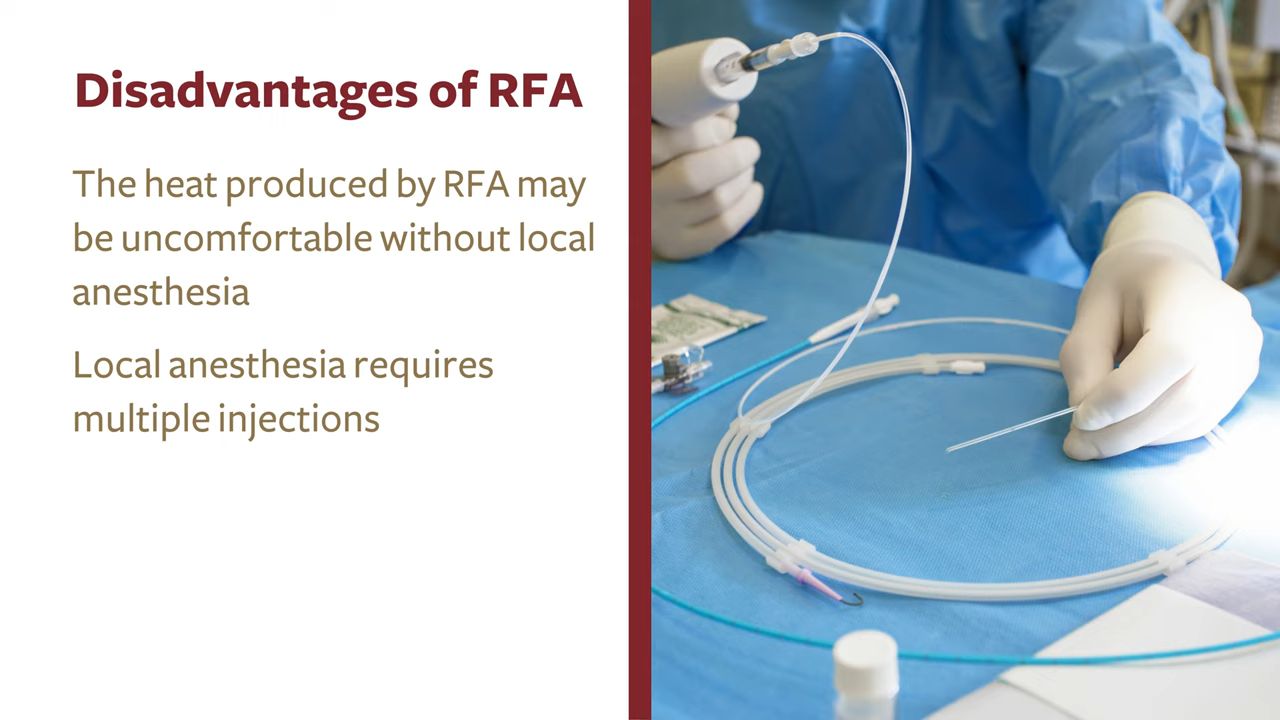 Disadvantages of RFA
The heat produced by RFA may
be uncomfortable without local
anesthesia
Local anesthesia requires
multiple injections